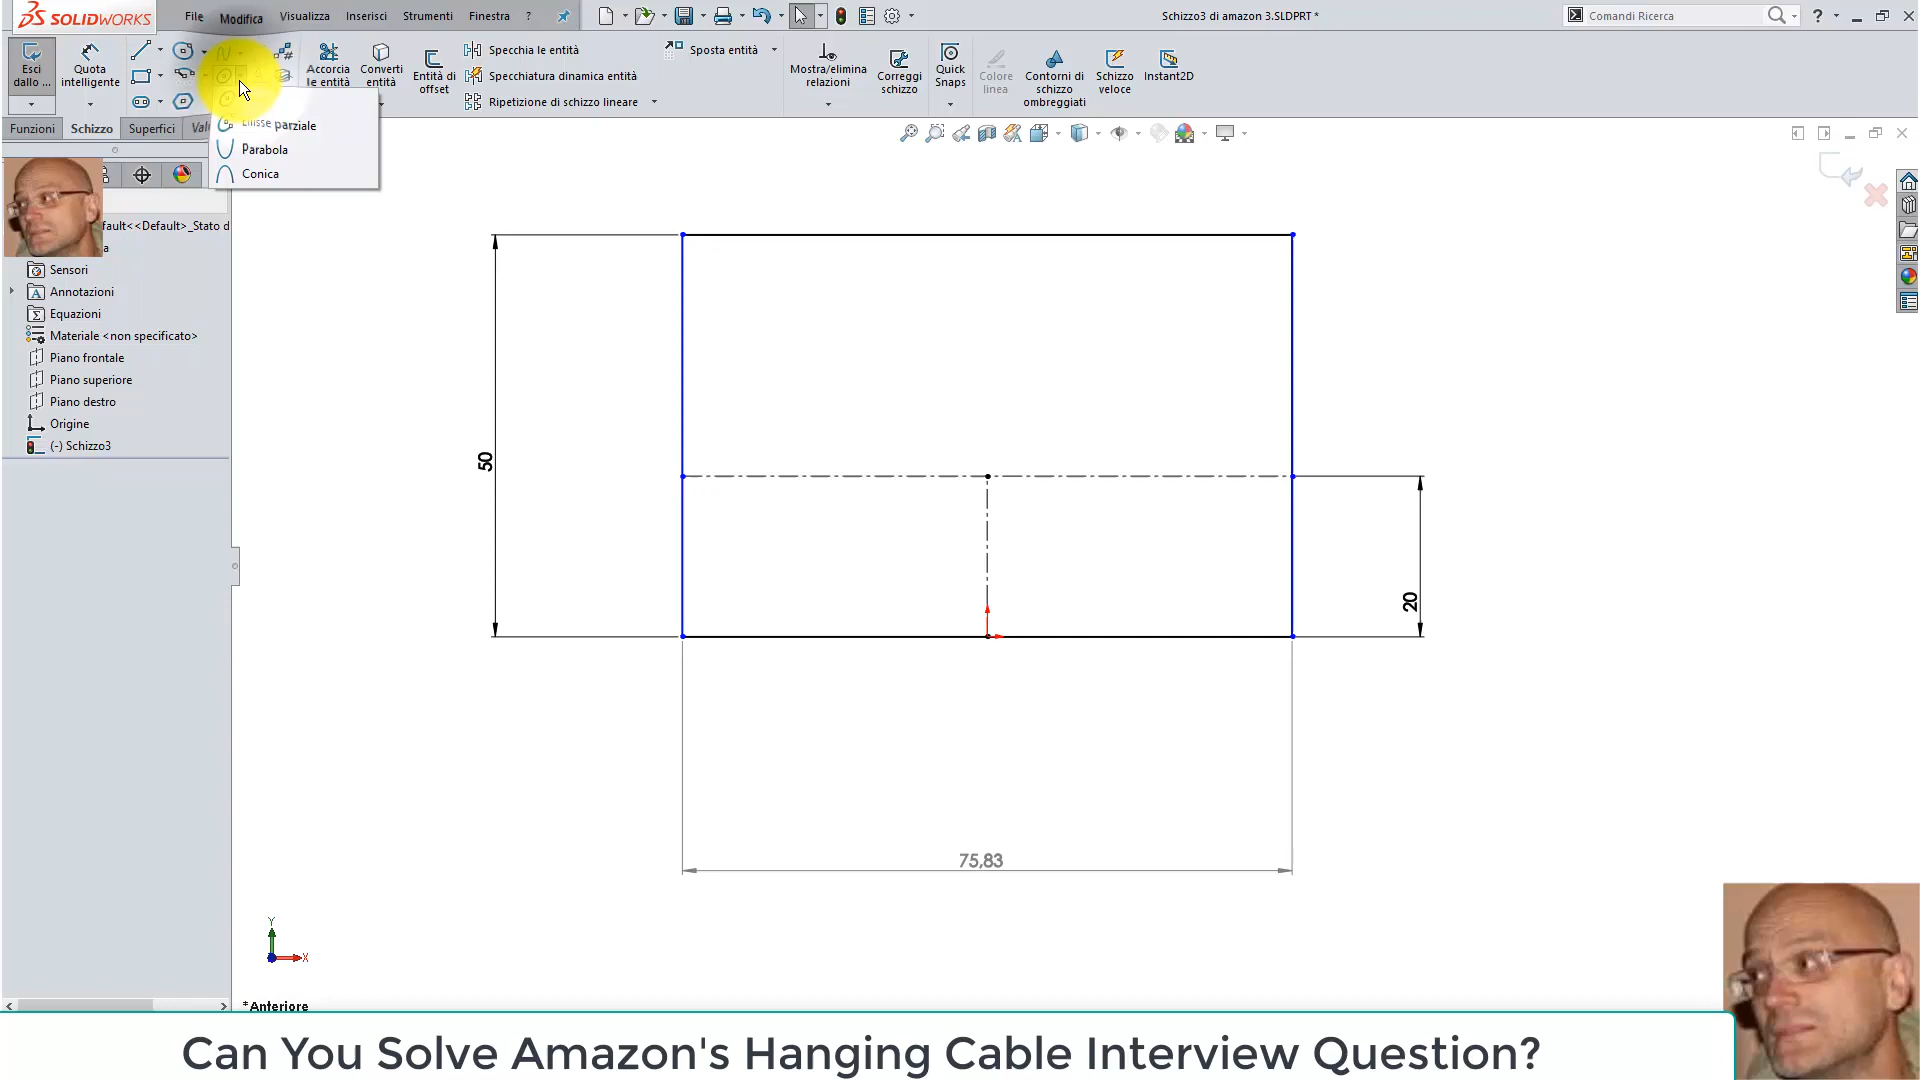 SOLIDWORKS
File Modifica Visualizza Inserisci Strumenti Finestra ?
Schizzo3 di amazon 3.SLDPRT *
Comandi Ricerca
?
Esci dallo ...
Quota intelligente
Accorcia le entità
Converti entità
Entità di offset
Specchia le entità
Specchiatura dinamica entità
Ripetizione di schizzo lineare
Sposta entità
Mostra/elimina relazioni
Correggi schizzo
Quick Snaps
Colore linea
Contorni di schizzo ombreggiati
Schizzo veloce
Instant2D
Funzioni Schizzo Superfici
Ellisse parziale
Parabola
Conica
fault<<Default>_Stato d
Sensori
Annotazioni
Equazioni
Materiale <non specificato>
Piano frontale
Piano superiore
Piano destro
Origine
(-) Schizzo3
50
20
75,83
Y
X
*Anteriore
Can You Solve Amazon's Hanging Cable Interview Question?